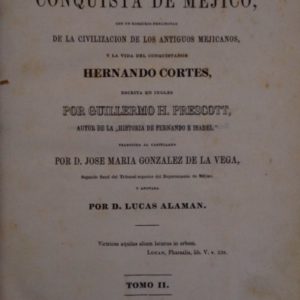 CONQUISTA DE MEJICO,
CON UN BOSQUEJO PRELIMINAR
DE LA CIVILIZACION DE LOS ANTIGUOS MEJICANOS,
Y LA VIDA DEL CONQUISTADOR
HERNANDO CORTES,
ESCRITA EN INGLES
POR GUILLERMO H. PRESCOTT,
AUTOR DE LA „HISTORIA DE FERNANDO E ISABEL."
TRADUCIDA AL CASTELLANO
POR D. JOSE MARIA GONZALEZ DE LA VEGA,
Segundo fiscal del Tribunal superior del Departamento de Méjico,
Y ANOTADA
POR D. LUCAS ALAMAN.
Victrices aquilas alium laturus in orbem.
LUCAN, Pharsalia, lib. V. v. 238.
TOMO II.